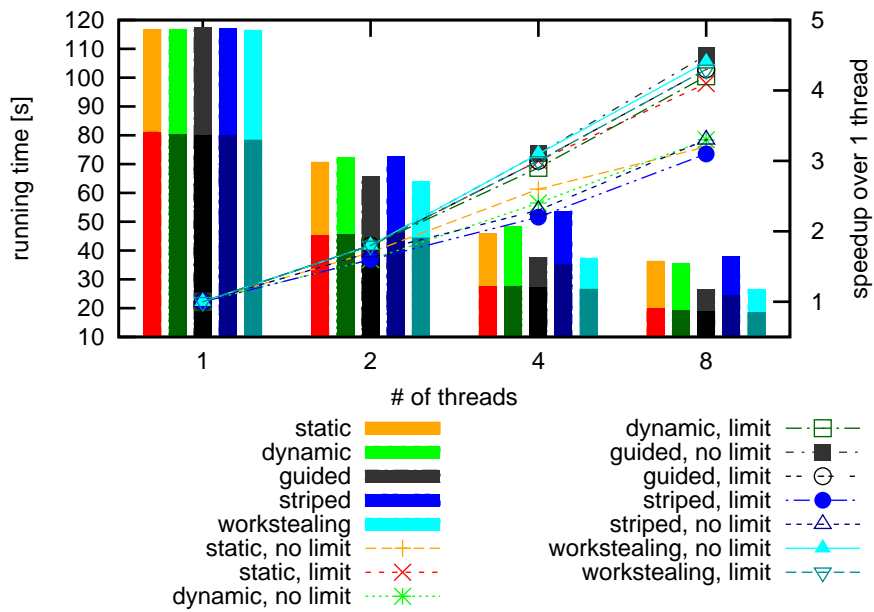 120
110
100
90
80
70
60
50
40
30
20
10
running time [s]
5
4
3
2
1
speedup over 1 thread
1 2 4 8
# of threads
static
dynamic
guided
striped
workstealing
static, no limit
static, limit
dynamic, no limit
dynamic, limit
guided, no limit
guided, limit
striped, limit
striped, no limit
workstealing, no limit
workstealing, limit